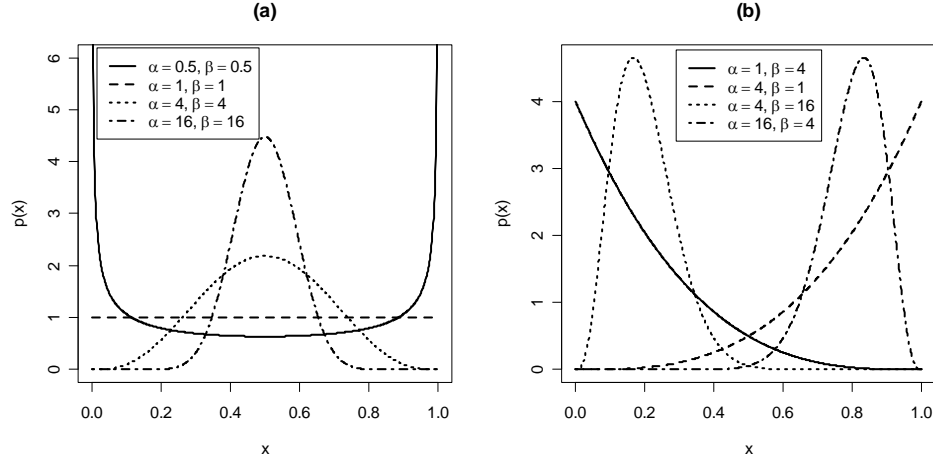 (a)
α = 0.5, β = 0.5
α = 1, β = 1
α = 4, β = 4
α = 16, β = 16
p(x)
0 1 2 3 4 5 6
0.0 0.2 0.4 0.6 0.8 1.0
x
(b)
α = 1, β = 4
α = 4, β = 1
α = 4, β = 16
α = 16, β = 4
p(x)
0 1 2 3 4
0.0 0.2 0.4 0.6 0.8 1.0
x